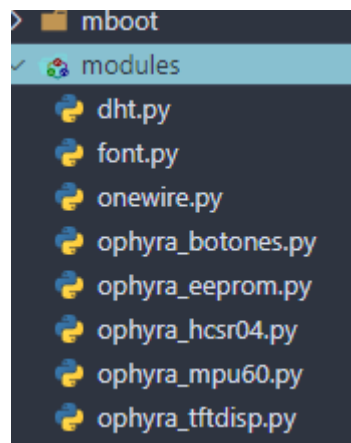 mboot
modules
dht.py
font.py
onewire.py
ophyra_botones.py
ophyra_eeprom.py
ophyra_hcsr04.py
ophyra_mpu60.py
ophyra_tftdisp.py